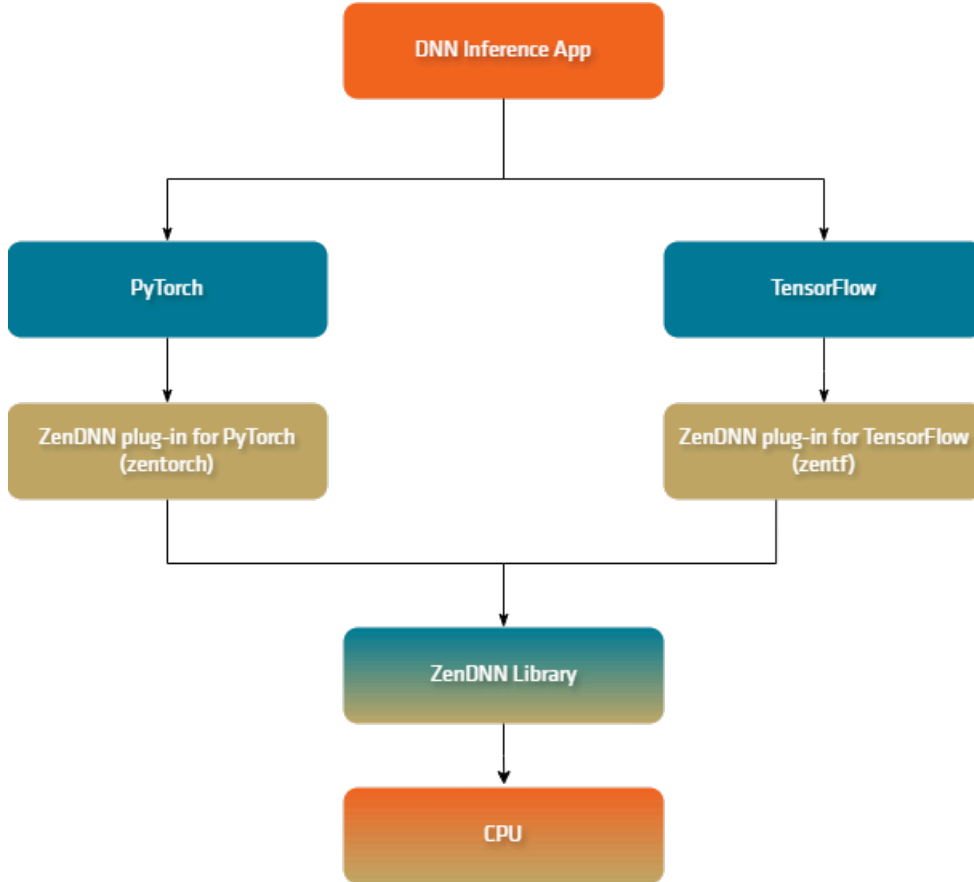 DNN Inference App
PyTorch
TensorFlow
ZenDNN plug-in for PyTorch
(zentorch)
ZenDNN plug-in for TensorFlow
(zentf)
ZenDNN Library
CPU